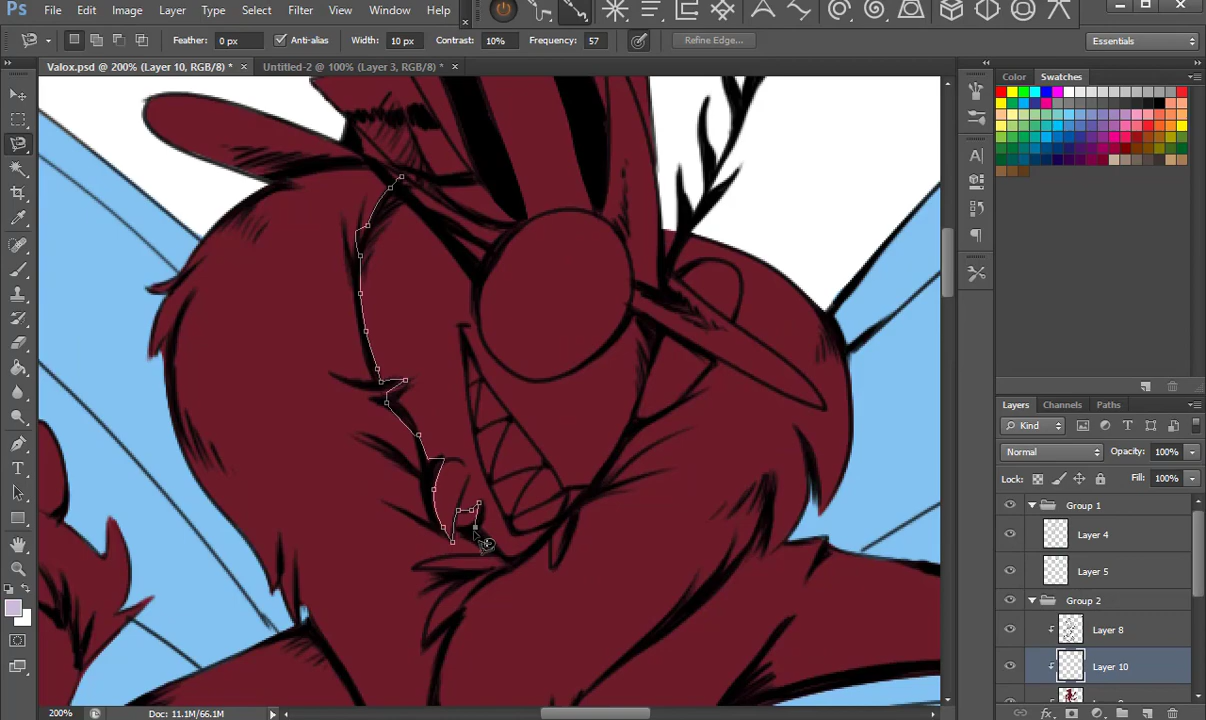 Ps File Edit Image Layer Type Select Filter View Window Help
Feather: 0 px Anti-alias Width: 10 px Contrast: 10% Frequency: 57 Refine Edge... Essentials
Valox.psd @ 200% (Layer 10, RGB/8) * × Untitled-2 @ 100% (Layer 3, RGB/8) * ×
Color Swatches
Layers Channels Paths
Kind
Normal Opacity: 100%
Lock: Fill: 100%
Group 1
Layer 4
Layer 5
Group 2
Layer 8
Layer 10
200% Doc: 11.1M/66.1M